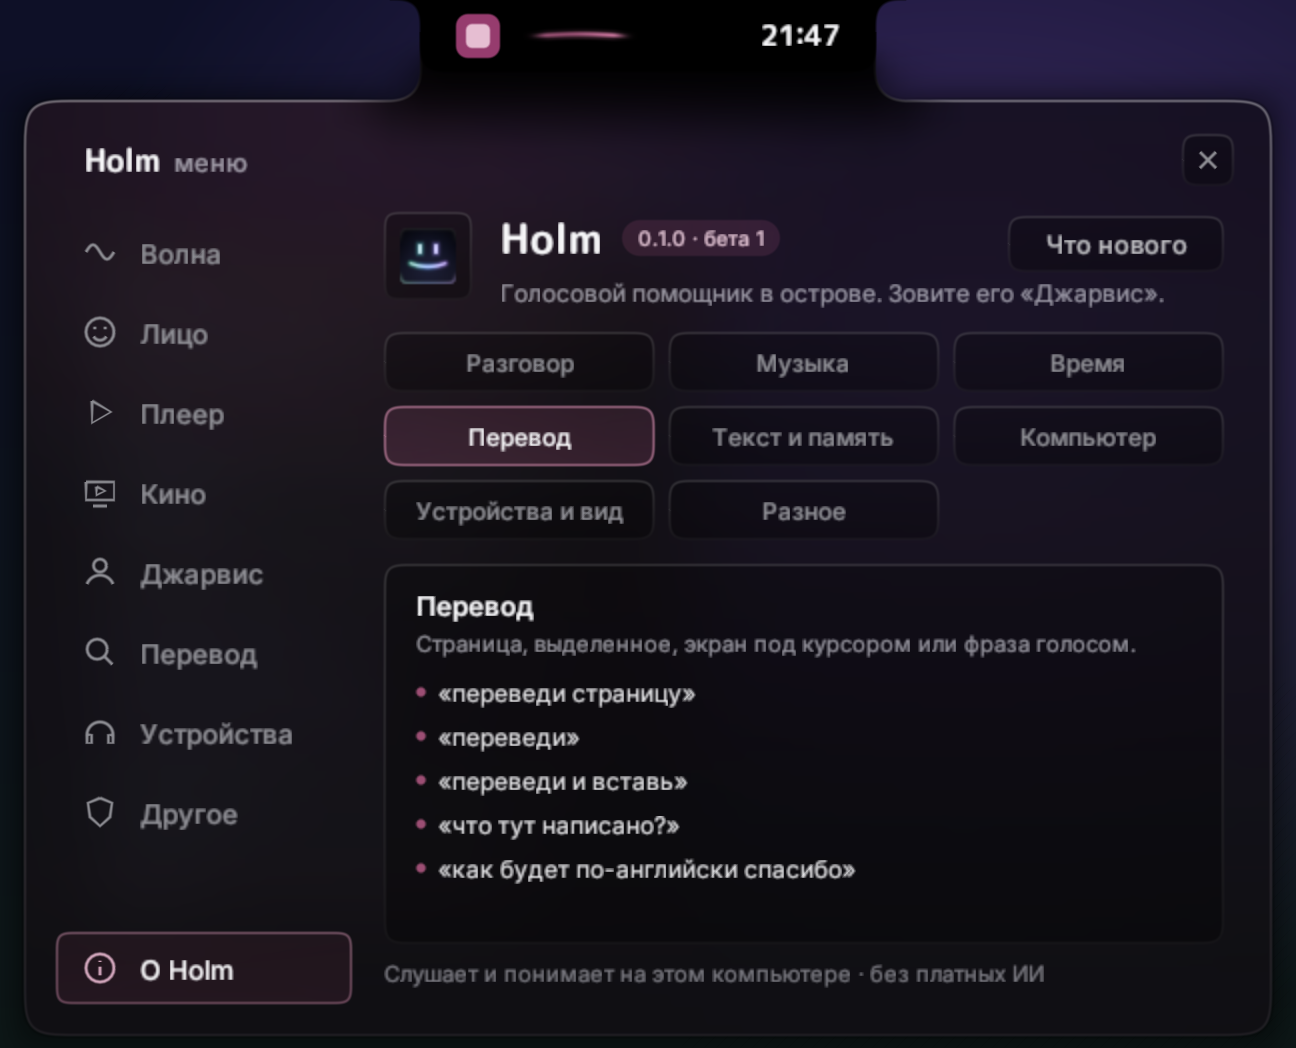 21:47
Holm меню
Волна
Лицо
Плеер
Кино
Джарвис
Перевод
Устройства
Другое
О Holm
Holm 0.1.0 · бета 1
Что нового
Голосовой помощник в острове. Зовите его «Джарвис».
Разговор Музыка Время
Перевод Текст и память Компьютер
Устройства и вид Разное
Перевод
Страница, выделенное, экран под курсором или фраза голосом.
• «переведи страницу»
• «переведи»
• «переведи и вставь»
• «что тут написано?»
• «как будет по-английски спасибо»
Слушает и понимает на этом компьютере · без платных ИИ